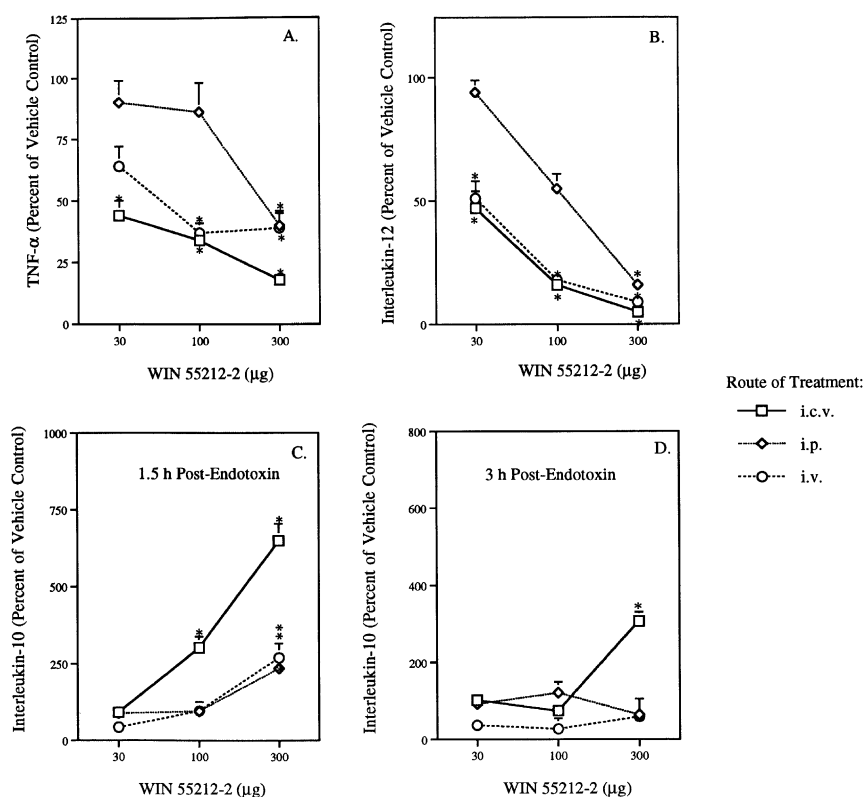 A.
TNF-α (Percent of Vehicle Control)
125
100
75
50
25
0
* * * * * *
30 100 300
WIN 55212-2 (µg)
B.
Interleukin-12 (Percent of Vehicle Control)
100
50
0
* * * * * * *
30 100 300
WIN 55212-2 (µg)
Route of Treatment:
i.c.v.
i.p.
i.v.
C.
1.5 h Post-Endotoxin
Interleukin-10 (Percent of Vehicle Control)
1000
750
500
250
0
* * * *
30 100 300
WIN 55212-2 (µg)
D.
3 h Post-Endotoxin
Interleukin-10 (Percent of Vehicle Comtrol)
800
600
400
200
0
*
30 100 300
WIN 55212-2 (µg)